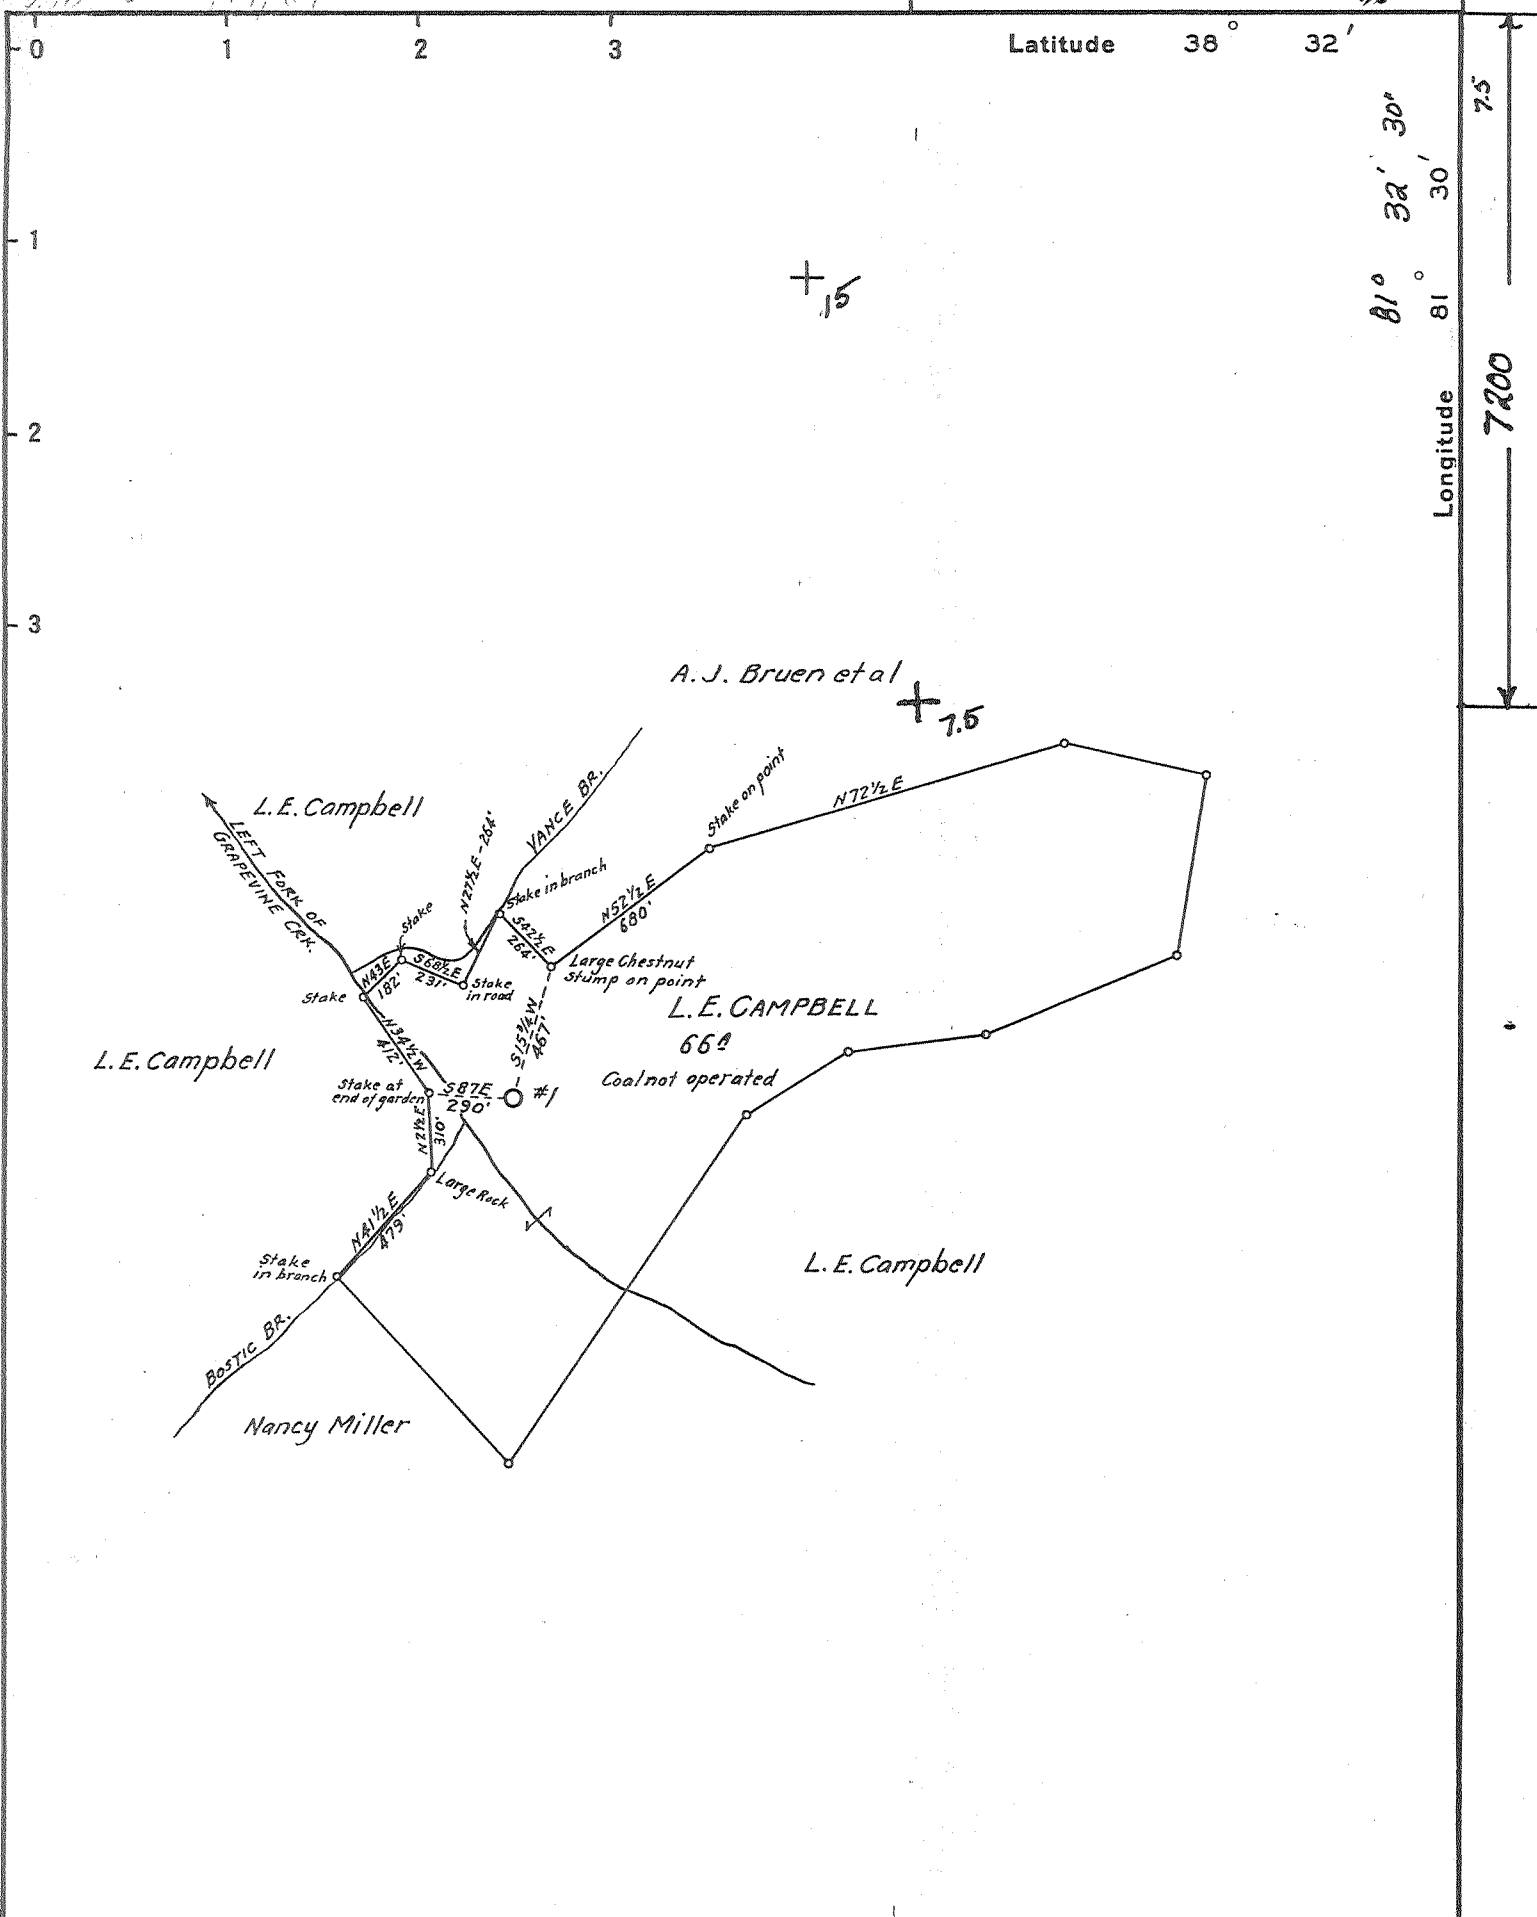 0 1 2 3 Latitude 38° 32'
7.5
81° 32' 30"
Longitude 81° 30'
1
15
7200
2
3
A.J. Bruen et al
7.5
Stake on point
N72½E
L.E. Campbell
VANCE BR.
LEFT FORK OF
GRAPEVINE CRK.
N27½E - 264'
Stake in branch
N52½E
680'
Stake
S42½E
264'
N43E
182'
S68½E
231'
Stake
in road
Large Chestnut
Stump on point
Stake
L.E. CAMPBELL
N34½W
412'
S15¾W
467'
Coal not operated
L.E. Campbell
Stake at
end of garden
S87E
290'
#1
N2½E
310'
Large Rock
N41½E
479'
Stake
in branch
L.E. Campbell
BOSTIC BR.
Nancy Miller